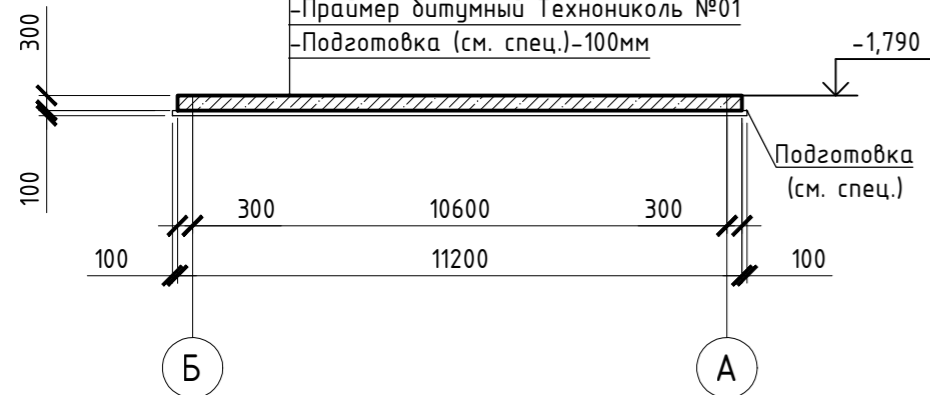 -Праймер битумный Технониколь №01
-Подготовка (см. спец.)-100мм
300
-1,790
100
Подготовка
(см. спец.)
300 10600 300
100 11200 100
Б А